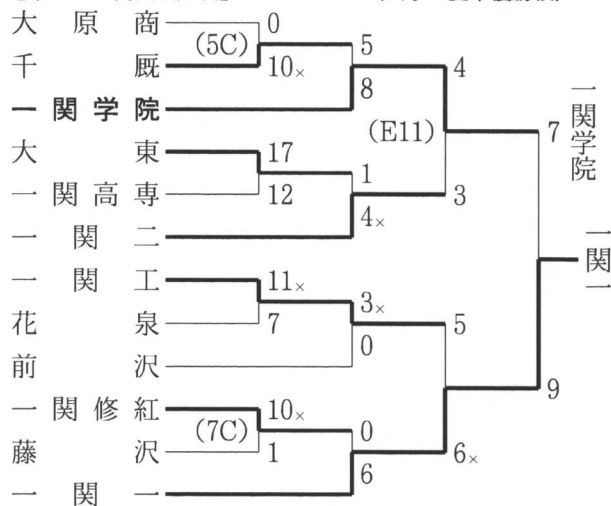 大原商 0
(5C) 5
千厩 10× 4
8
一関学院
(E11) 7 一関学院
大東 17
1
一関高専 12 3
4×
一関二
一関一
一関工 11×
3×
花泉 7 5
0
前沢
9
一関修紅 10×
(7C) 0
藤沢 1 6×
6
一関一